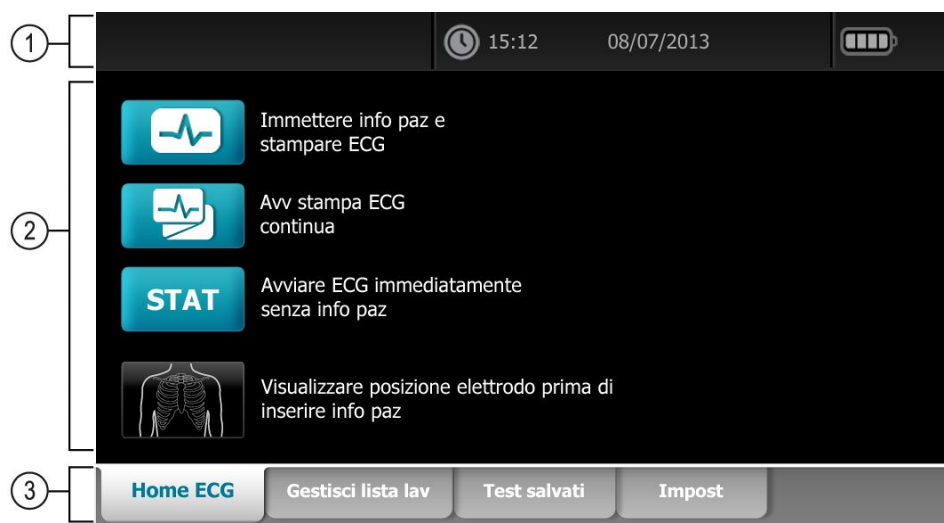 1
15:12 08/07/2013
2
Immettere info paz e
stampare ECG
Avv stampa ECG
continua
STAT
Avviare ECG immediatamente
senza info paz
Visualizzare posizione elettrodo prima di
inserire info paz
3
Home ECG Gestisci lista lav Test salvati Impost